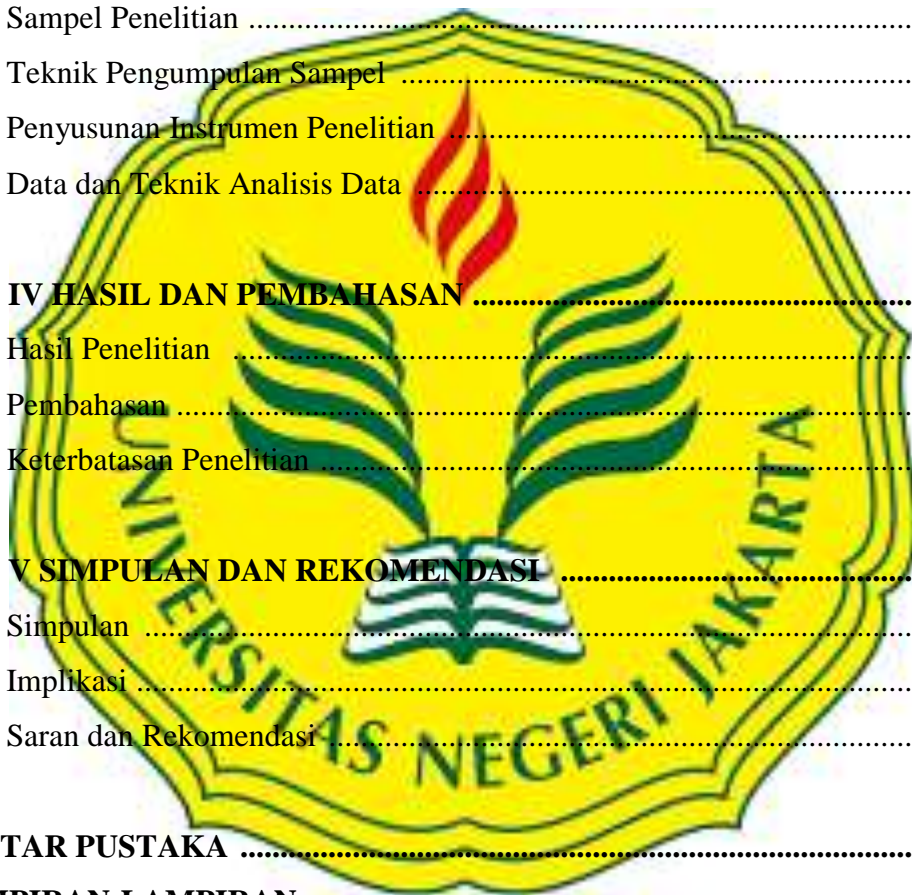 Sampel Penelitian ................................................................
Teknik Pengumpulan Sampel ................................................................
Penyusunan Instrumen Penelitian ................................................................
Data dan Teknik Analisis Data ................................................................
IV HASIL DAN PEMBAHASAN ................................................................
Hasil Penelitian ................................................................
Pembahasan ................................................................
Keterbatasan Penelitian ................................................................
V SIMPULAN DAN REKOMENDASI ................................................................
Simpulan ................................................................
Implikasi ................................................................
Saran dan Rekomendasi ................................................................
TAR PUSTAKA ................................................................
UNIVERSITAS NEGERI JAKARTA